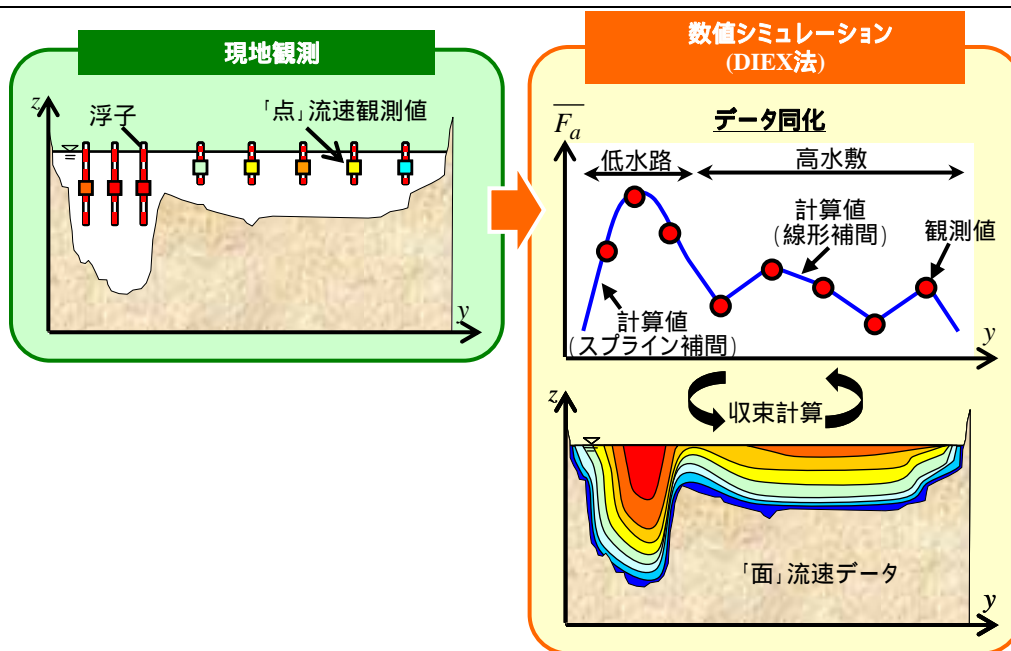 現地観測
z
浮子
「点」流速観測値
y
数値シミュレーション
(DIEX法)
データ同化
Fa
低水路
高水敷
計算値
(線形補間)
観測値
計算値
(スプライン補間)
y
収束計算
z
「面」流速データ
y